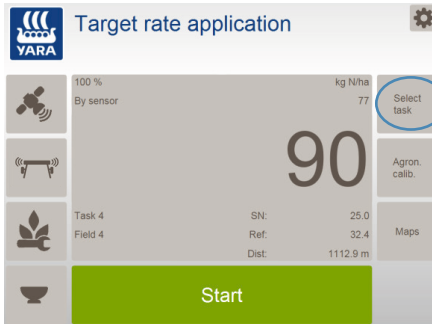 YARA
Target rate application
100 %
kg N/ha
By sensor
77
Select
task
90
Agron.
calib.
Task 4
SN:
25.0
Field 4
Ref:
32.4
Maps
Dist:
1112.9 m
Start